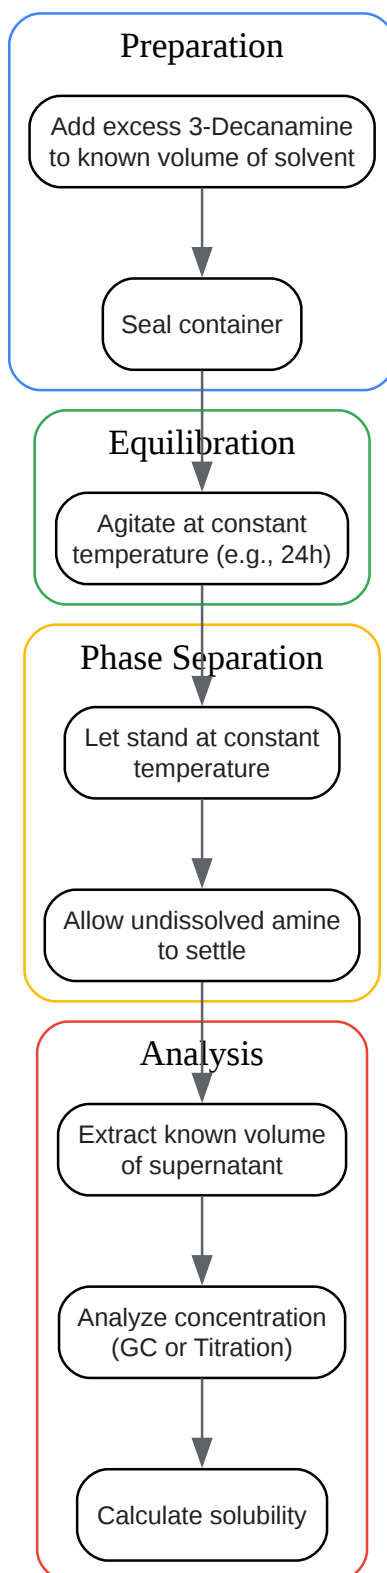 Preparation
Add excess 3-Decanamine
to known volume of solvent
Seal container
Equilibration
Agitate at constant
temperature (e.g., 24h)
Phase Separation
Let stand at constant
temperature
Allow undissolved amine
to settle
Analysis
Extract known volume
of supernatant
Analyze concentration
(GC or Titration)
Calculate solubility